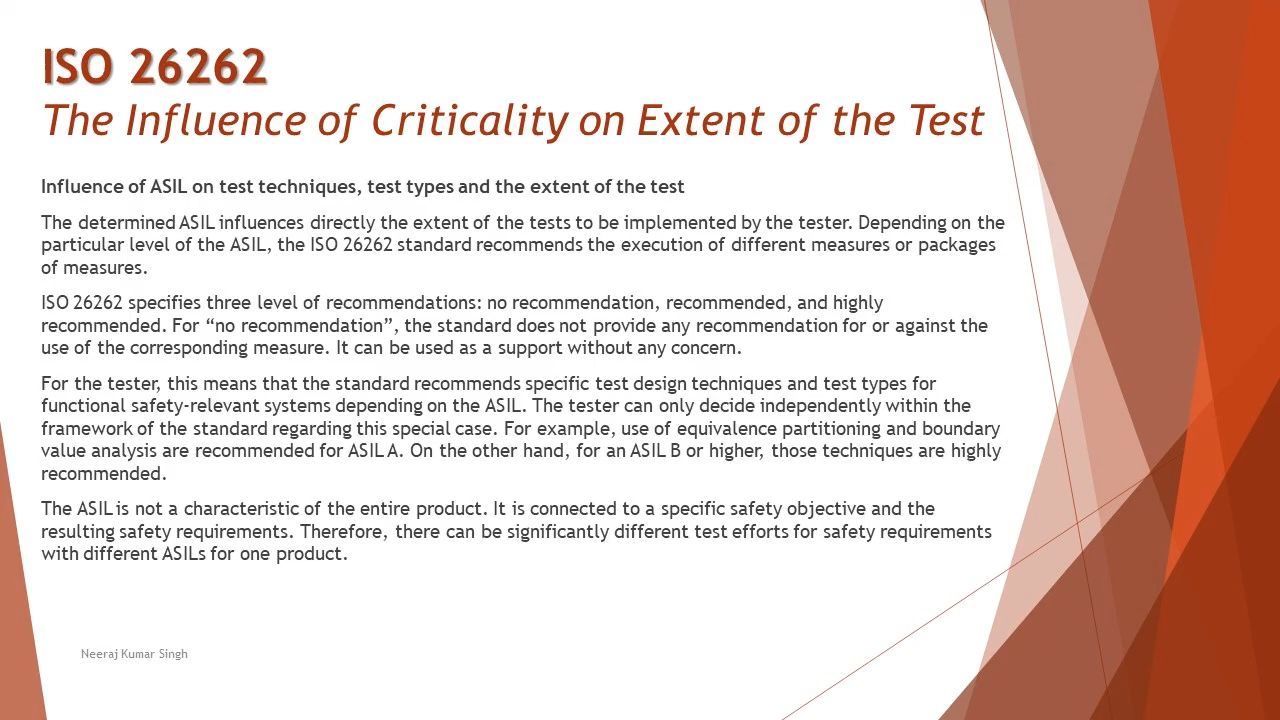 ISO 26262
The Influence of Criticality on Extent of the Test
Influence of ASIL on test techniques, test types and the extent of the test
The determined ASIL influences directly the extent of the tests to be implemented by the tester. Depending on the
particular level of the ASIL, the ISO 26262 standard recommends the execution of different measures or packages
of measures.
ISO 26262 specifies three level of recommendations: no recommendation, recommended, and highly
recommended. For “no recommendation”, the standard does not provide any recommendation for or against the
use of the corresponding measure. It can be used as a support without any concern.
For the tester, this means that the standard recommends specific test design techniques and test types for
functional safety-relevant systems depending on the ASIL. The tester can only decide independently within the
framework of the standard regarding this special case. For example, use of equivalence partitioning and boundary
value analysis are recommended for ASIL A. On the other hand, for an ASIL B or higher, those techniques are highly
recommended.
The ASIL is not a characteristic of the entire product. It is connected to a specific safety objective and the
resulting safety requirements. Therefore, there can be significantly different test efforts for safety requirements
with different ASILs for one product.
Neeraj Kumar Singh